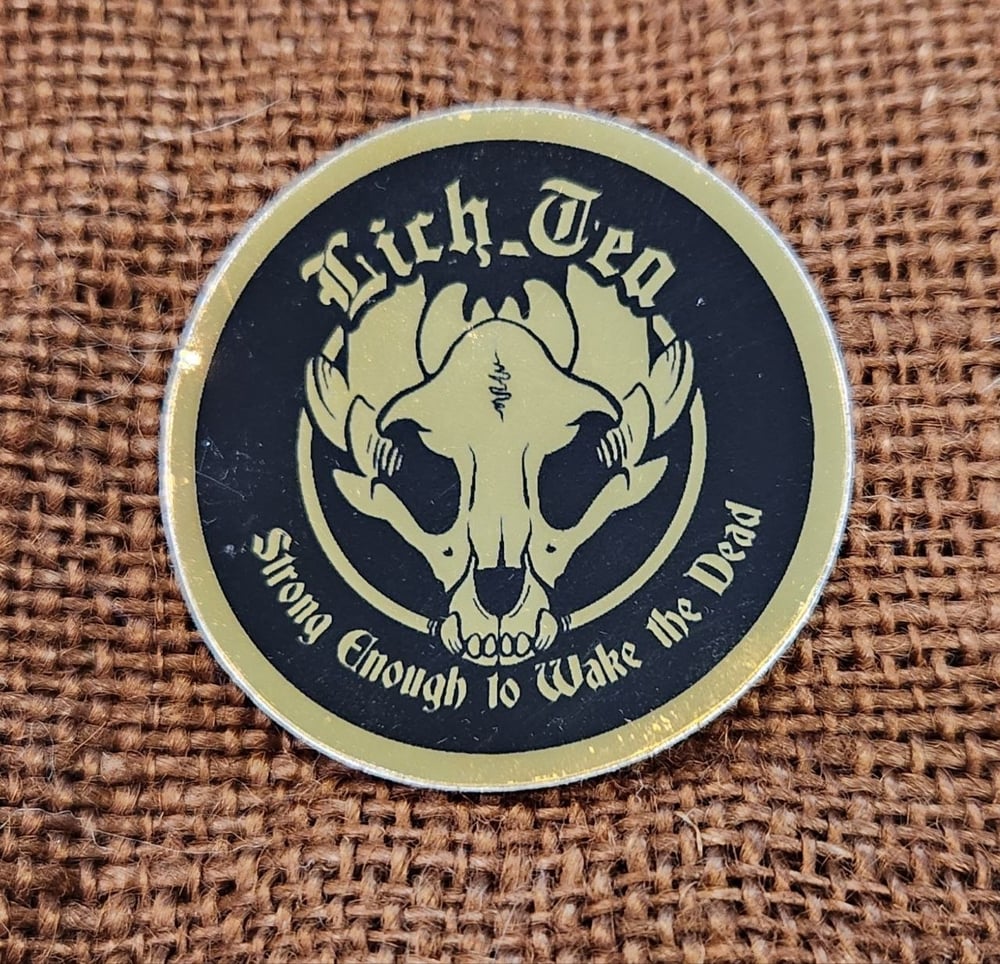 Lich-Tea
Strong Enough to Wake the Dead